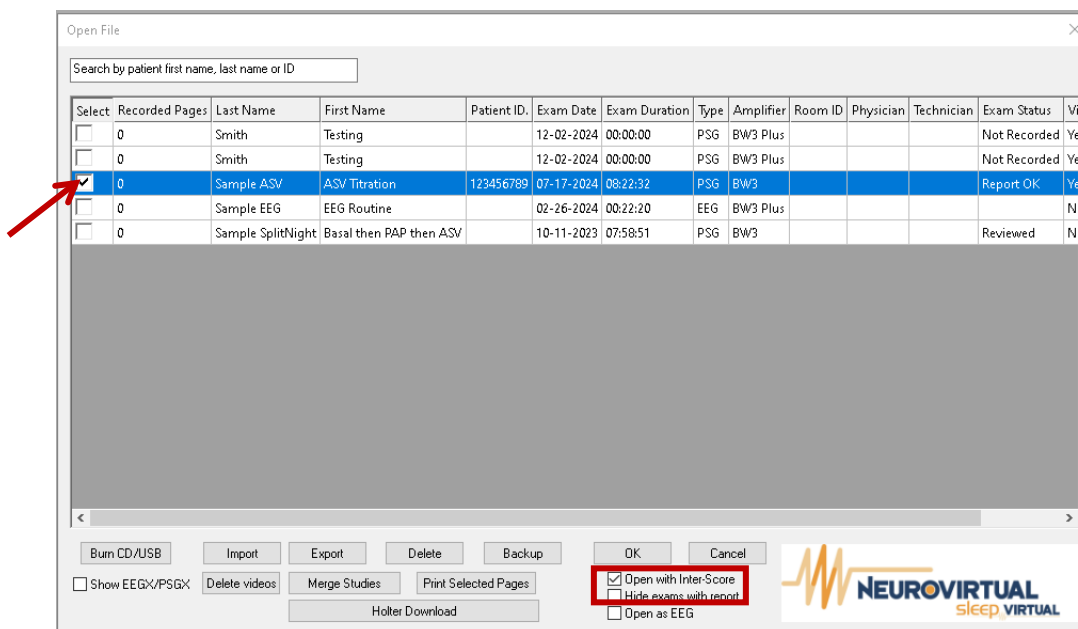 Open File
Search by patient first name, last name or ID
Select Recorded Pages Last Name First Name Patient ID. Exam Date Exam Duration Type Amplifier Room ID Physician Technician Exam Status Vi
0 Smith Testing 12-02-2024 00:00:00 PSG BW3 Plus Not Recorded Ye
0 Smith Testing 12-02-2024 00:00:00 PSG BW3 Plus Not Recorded Ye
0 Sample ASV ASV Titration 123456789 07-17-2024 08:22:32 PSG BW3 Report OK Ye
0 Sample EEG EEG Routine 02-26-2024 00:22:20 EEG BW3 Plus N
0 Sample SplitNight Basal then PAP then ASV 10-11-2023 07:58:51 PSG BW3 Reviewed N
Burn CD/USB Import Export Delete Backup OK Cancel
Show EEGX/PSGX Delete videos Merge Studies Print Selected Pages Open with Inter-Score
Hide exams with report
Holter Download Open as EEG
NEUROVIRTUAL
sleep VIRTUAL